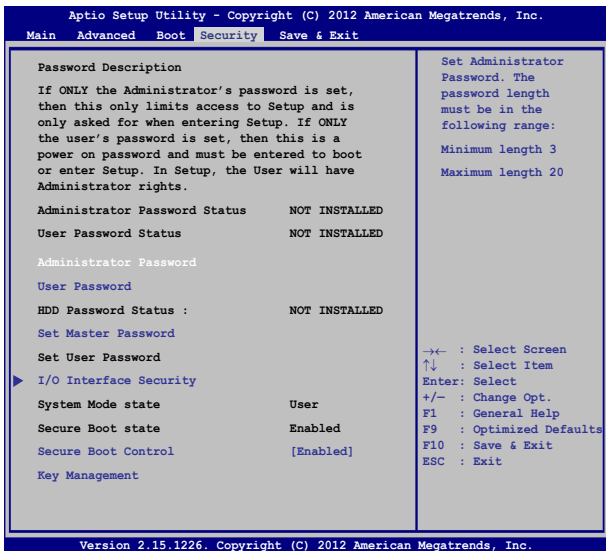 Aptio Setup Utility - Copyright (C) 2012 American Megatrends, Inc.
Main Advanced Boot Security Save & Exit
Password Description
If ONLY the Administrator's password is set,
then this only limits access to Setup and is
only asked for when entering Setup. If ONLY
the user's password is set, then this is a
power on password and must be entered to boot
or enter Setup. In Setup, the User will have
Administrator rights.
Administrator Password Status NOT INSTALLED
User Password Status NOT INSTALLED
Administrator Password
User Password
HDD Password Status : NOT INSTALLED
Set Master Password
Set User Password
I/O Interface Security
System Mode state User
Secure Boot state Enabled
Secure Boot Control [Enabled]
Key Management
Set Administrator
Password. The
password length
must be in the
following range:
Minimum length 3
Maximum length 20
→← : Select Screen
↑↓ : Select Item
Enter: Select
+/− : Change Opt.
F1 : General Help
F9 : Optimized Defaults
F10 : Save & Exit
ESC : Exit
Version 2.15.1226. Copyright (C) 2012 American Megatrends, Inc.